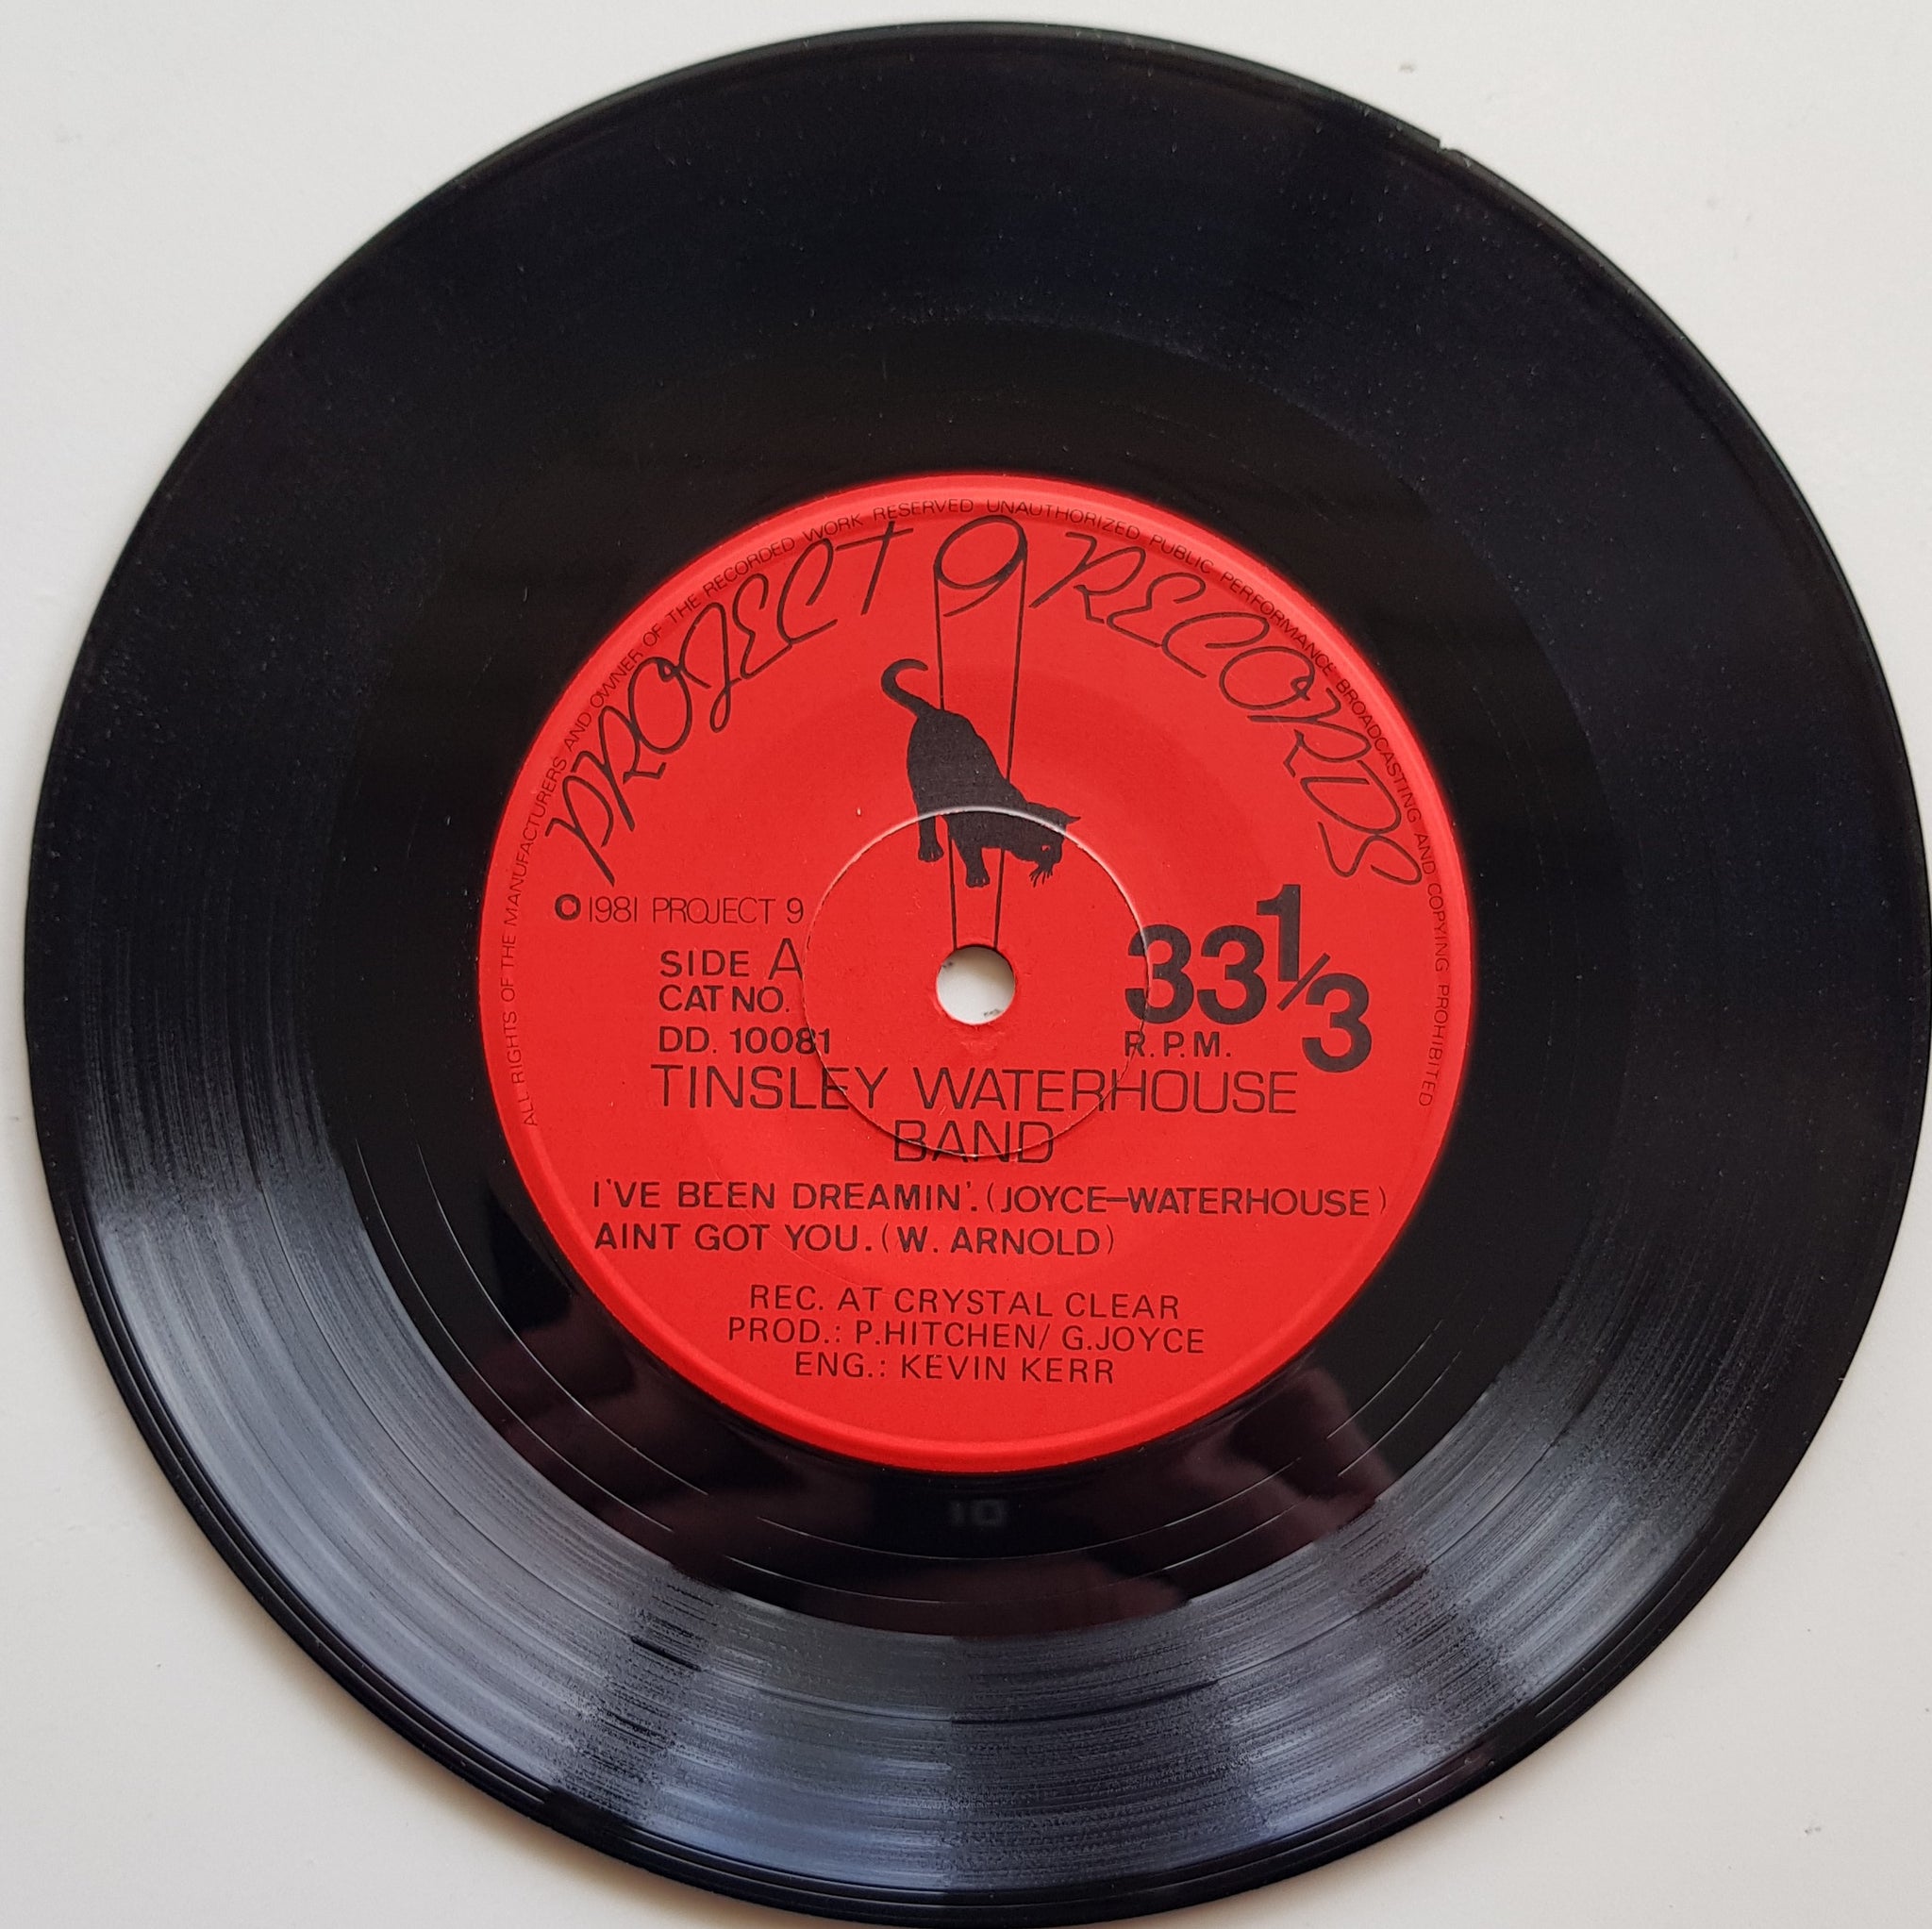 ALL RIGHTS OF THE MANUFACTURERS AND OWNER OF THE RECORDED WORK RESERVED UNAUTHORIZED PUBLIC PERFORMANCE BROADCASTING AND COPYING PROHIBITED
PROJECT 9 RECORDS
©1981 PROJECT 9
SIDE A
CAT NO.
DD. 10081
33 1/3
R.P.M.
TINSLEY WATERHOUSE
BAND
I'VE BEEN DREAMIN'. (JOYCE—WATERHOUSE)
AINT GOT YOU. (W. ARNOLD)
REC. AT CRYSTAL CLEAR
PROD.: P.HITCHEN/ G.JOYCE
ENG.: KEVIN KERR